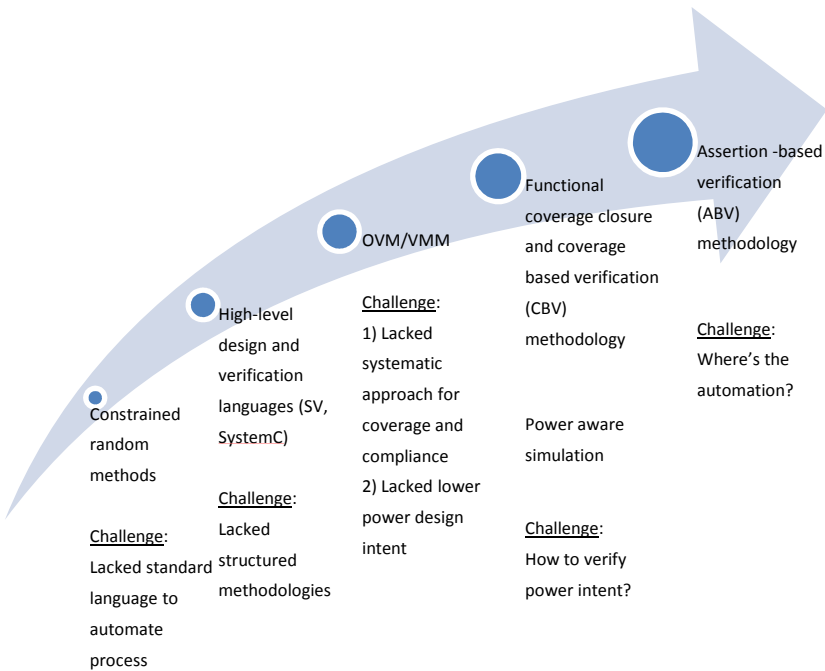 Constrained
random
methods
Challenge:
Lacked standard
language to
automate
process
High-level
design and
verification
languages (SV,
SystemC)
Challenge:
Lacked
structured
methodologies
OVM/VMM
Challenge:
1) Lacked
systematic
approach for
coverage and
compliance
2) Lacked lower
power design
intent
Functional
coverage closure
and coverage
based verification
(CBV)
methodology
Power aware
simulation
Challenge:
How to verify
power intent?
Assertion -based
verification
(ABV)
methodology
Challenge:
Where’s the
automation?